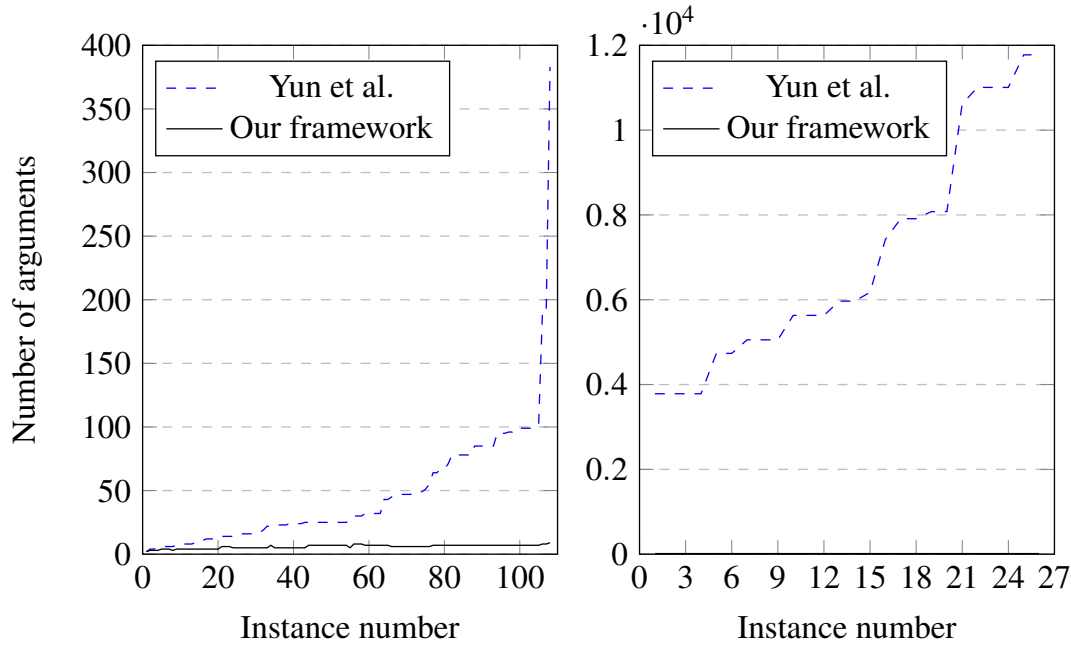 400
350
300
250
200
150
100
50
0
0 20 40 60 80 100
Number of arguments
Instance number
Yun et al.
Our framework
·10⁴
1.2
1
0.8
0.6
0.4
0.2
0
0 3 6 9 12 15 18 21 24 27
Instance number
Yun et al.
Our framework